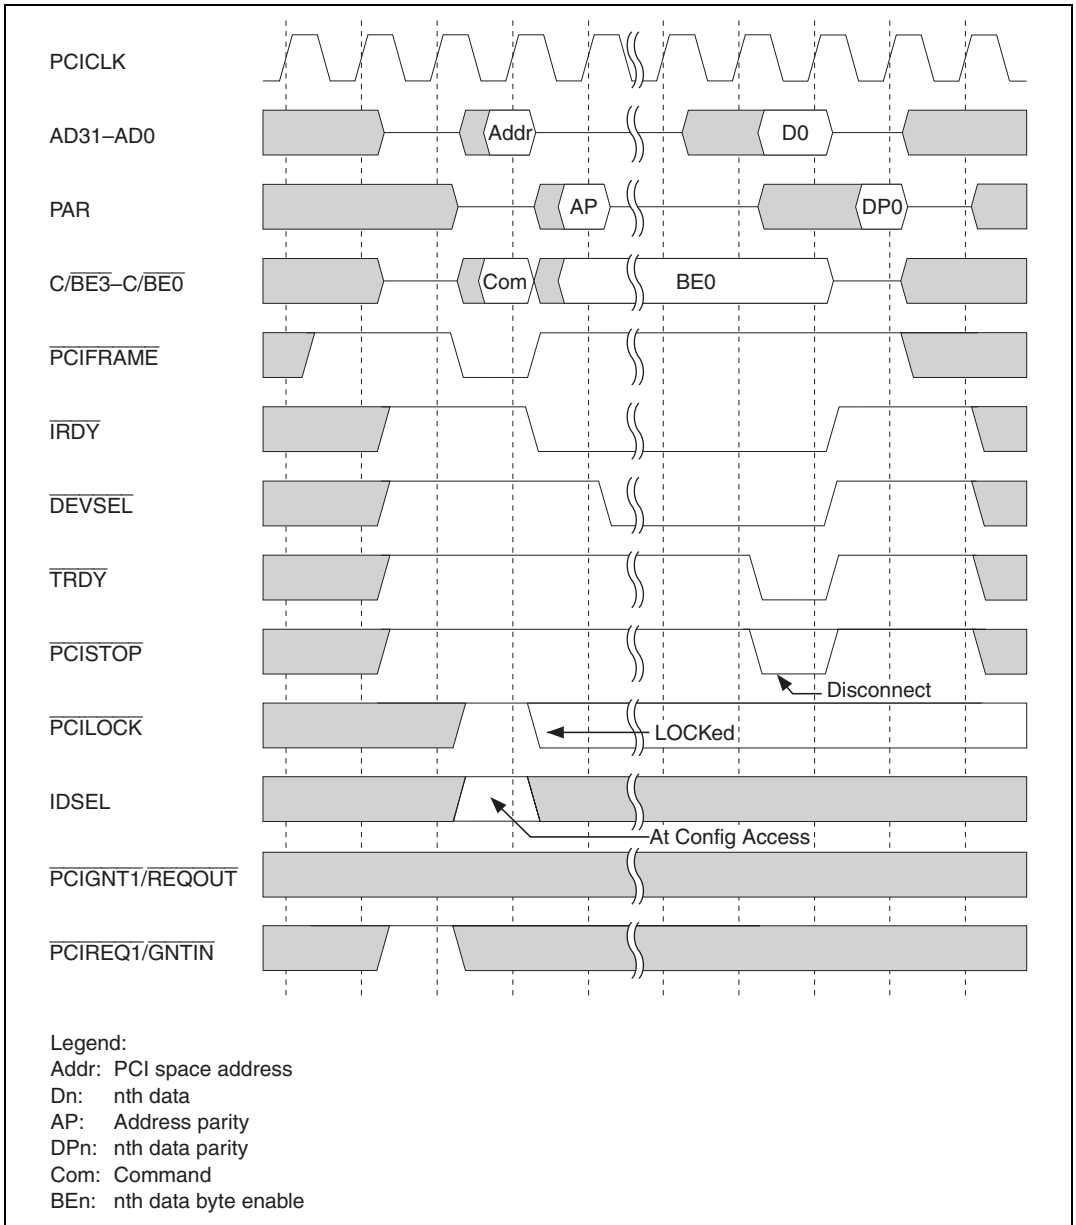 PCICLK
AD31–AD0
Addr
D0
PAR
AP
DP0
C/BE3–C/BE0
Com
BE0
PCIFRAME
IRDY
DEVSEL
TRDY
PCISTOP
Disconnect
PCILOCK
LOCKed
IDSEL
At Config Access
PCIGNT1/REQOUT
PCIREQ1/GNTIN
Legend:
Addr: PCI space address
Dn: nth data
AP: Address parity
DPn: nth data parity
Com: Command
BEn: nth data byte enable